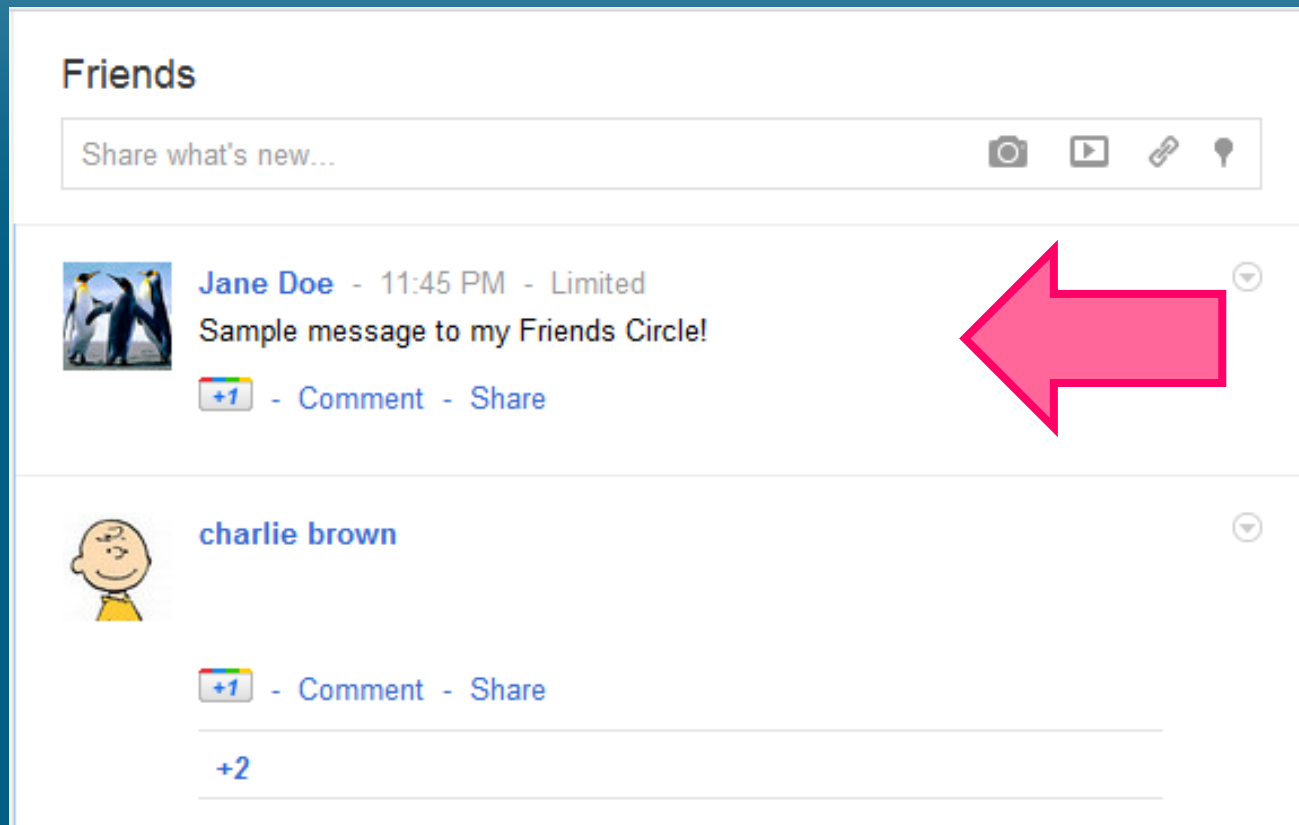 Friends
Share what's new...
Jane Doe - 11:45 PM - Limited
Sample message to my Friends Circle!
+1 - Comment - Share
charlie brown
+1 - Comment - Share
+2